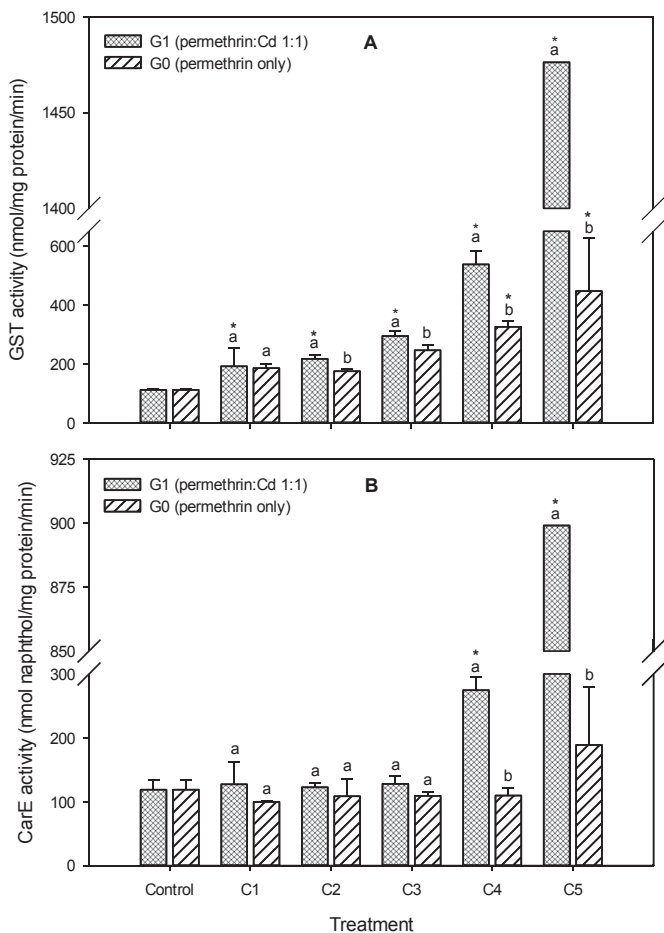 1500
G1 (permethrin:Cd 1:1)
A
G0 (permethrin only)
*
a
1450
1400
GST activity (nmol/mg protein/min)
600
400
200
0
*
a
a
*
a
b
*
a
b
*
a
*
b
*
b
925
G1 (permethrin:Cd 1:1)
B
G0 (permethrin only)
*
a
900
875
850
CarE activity (nmol naphthol/mg protein/min)
300
200
100
0
a
a
a
a
a
a
*
a
b
b
Control C1 C2 C3 C4 C5
Treatment